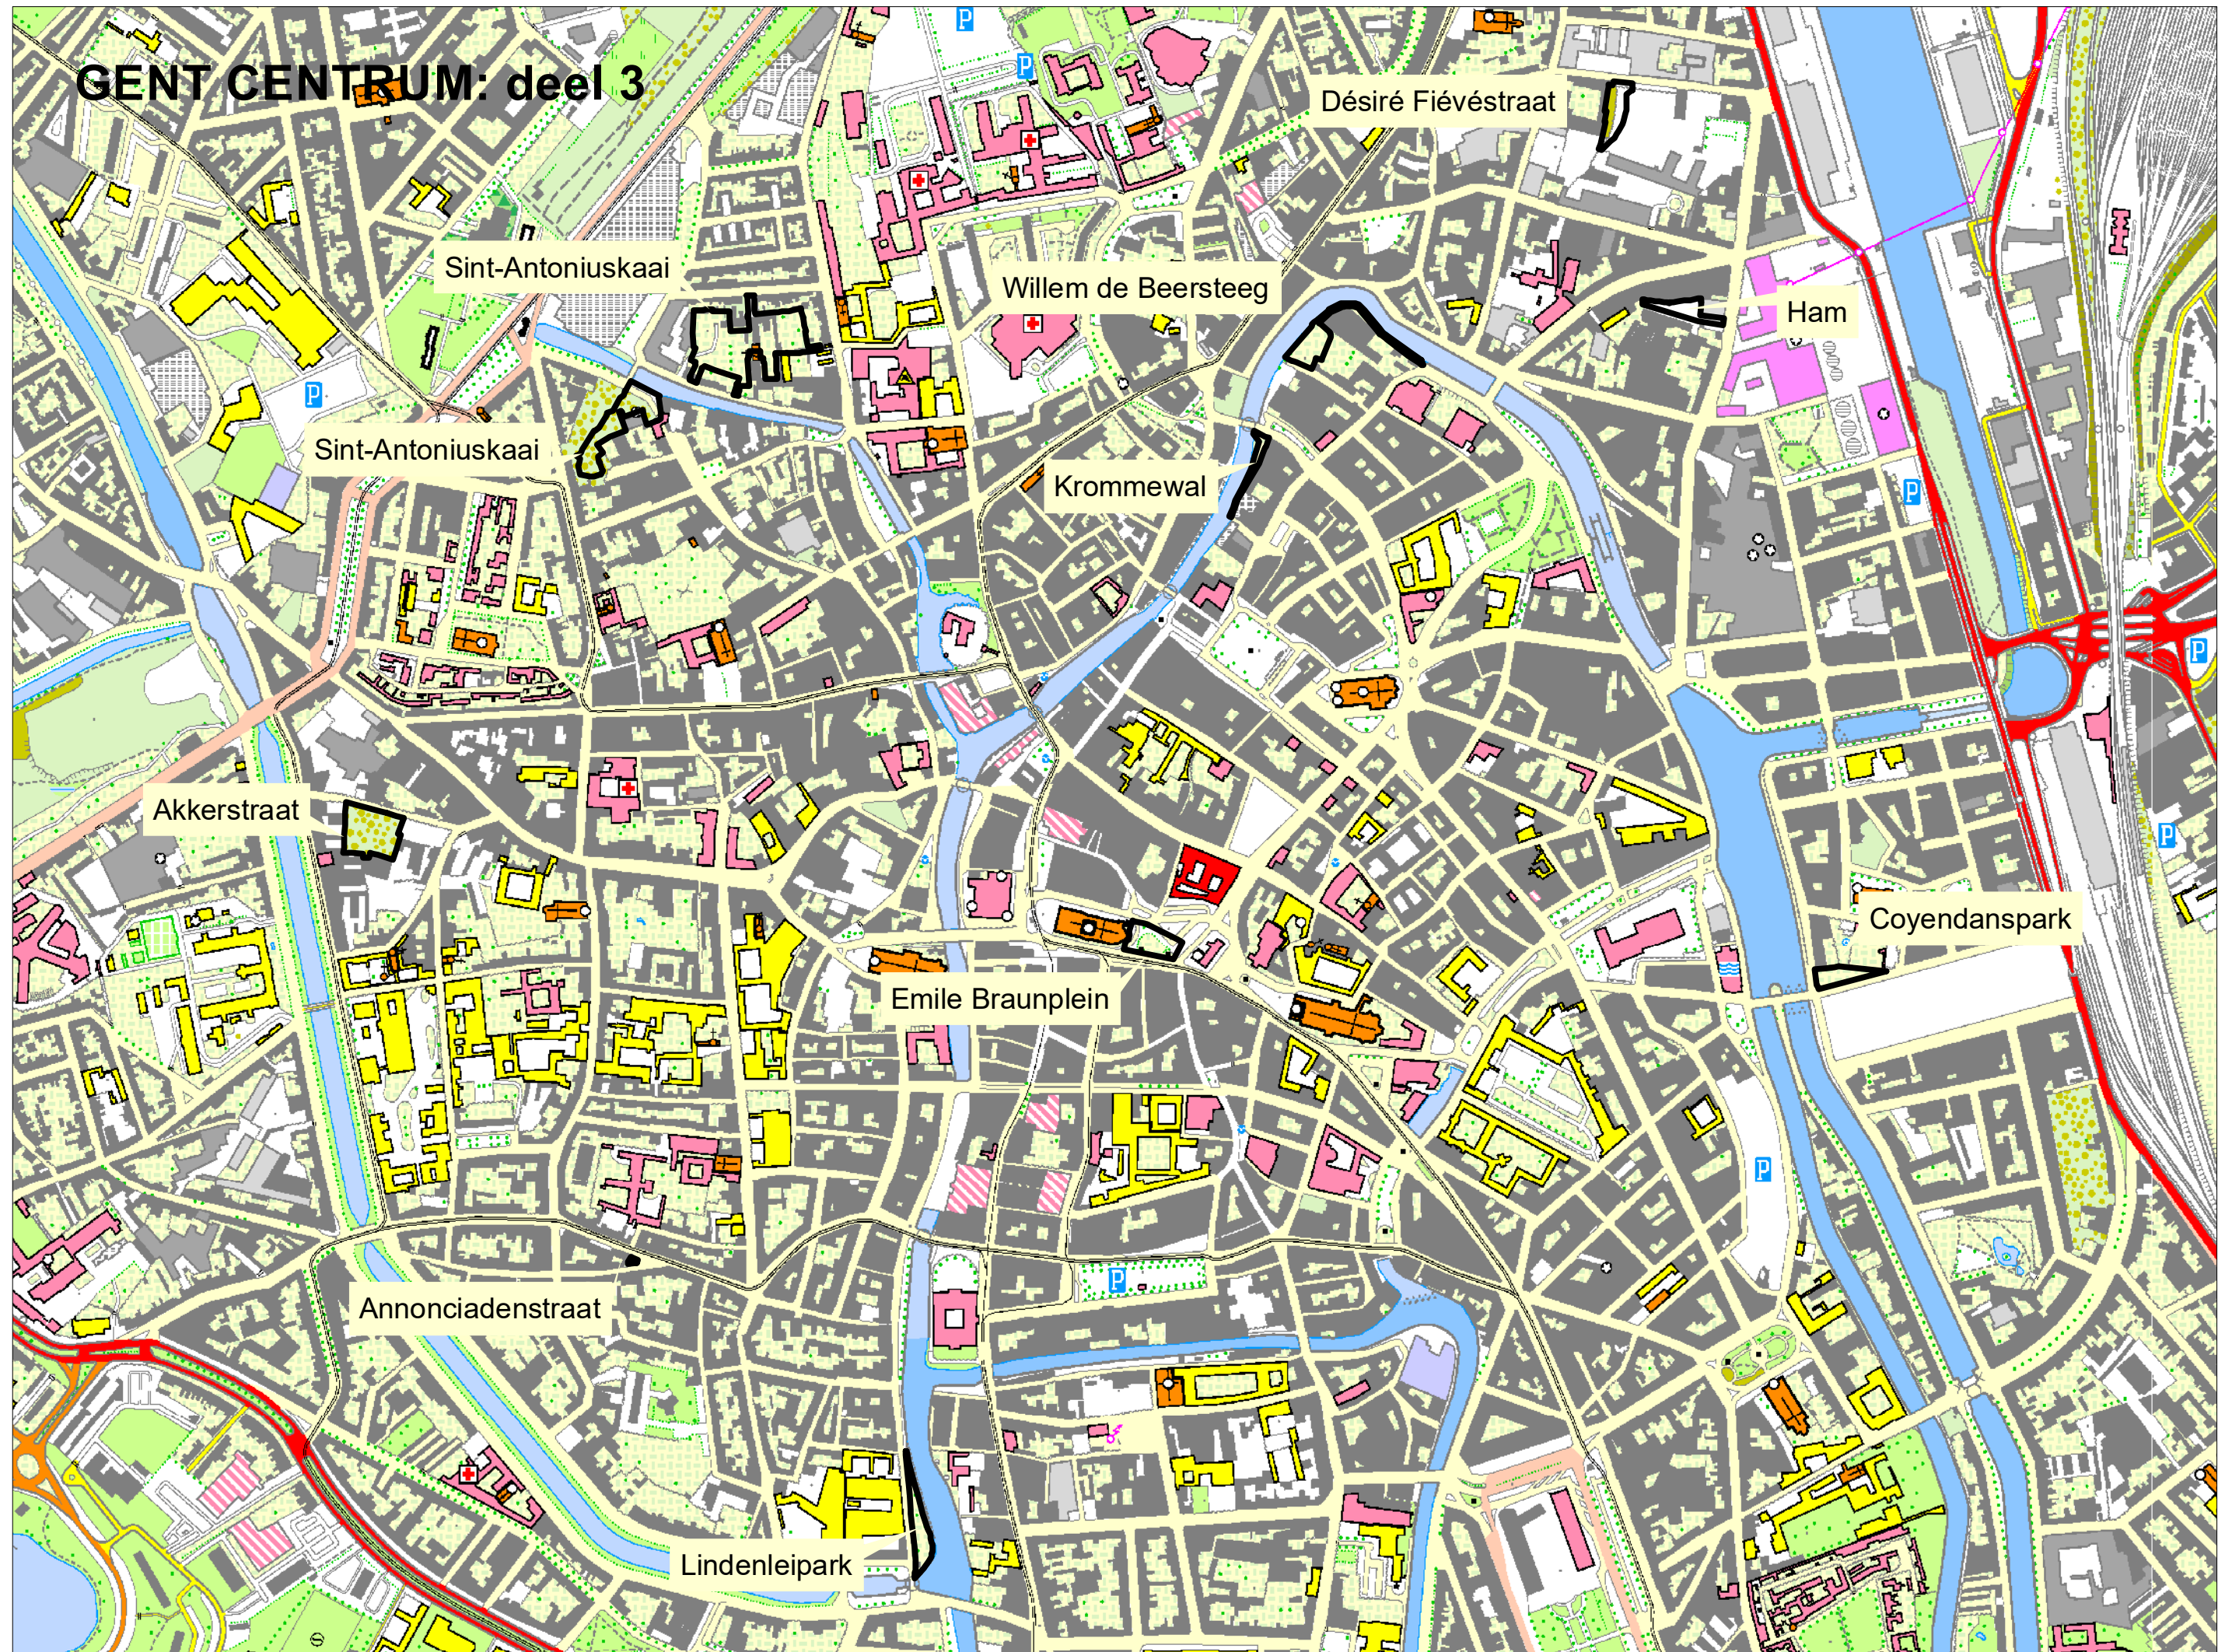 GENT CENTRUM: deel 3
P
P
Désiré Fiévéstraat
Sint-Antoniuskaai
Willem de Beersteeg
Ham
P
Sint-Antoniuskaai
Krommewal
P
P
Akkerstraat
P
Coyendanspark
Emile Braunplein
P
Annonciadenstraat
P
Lindenleipark